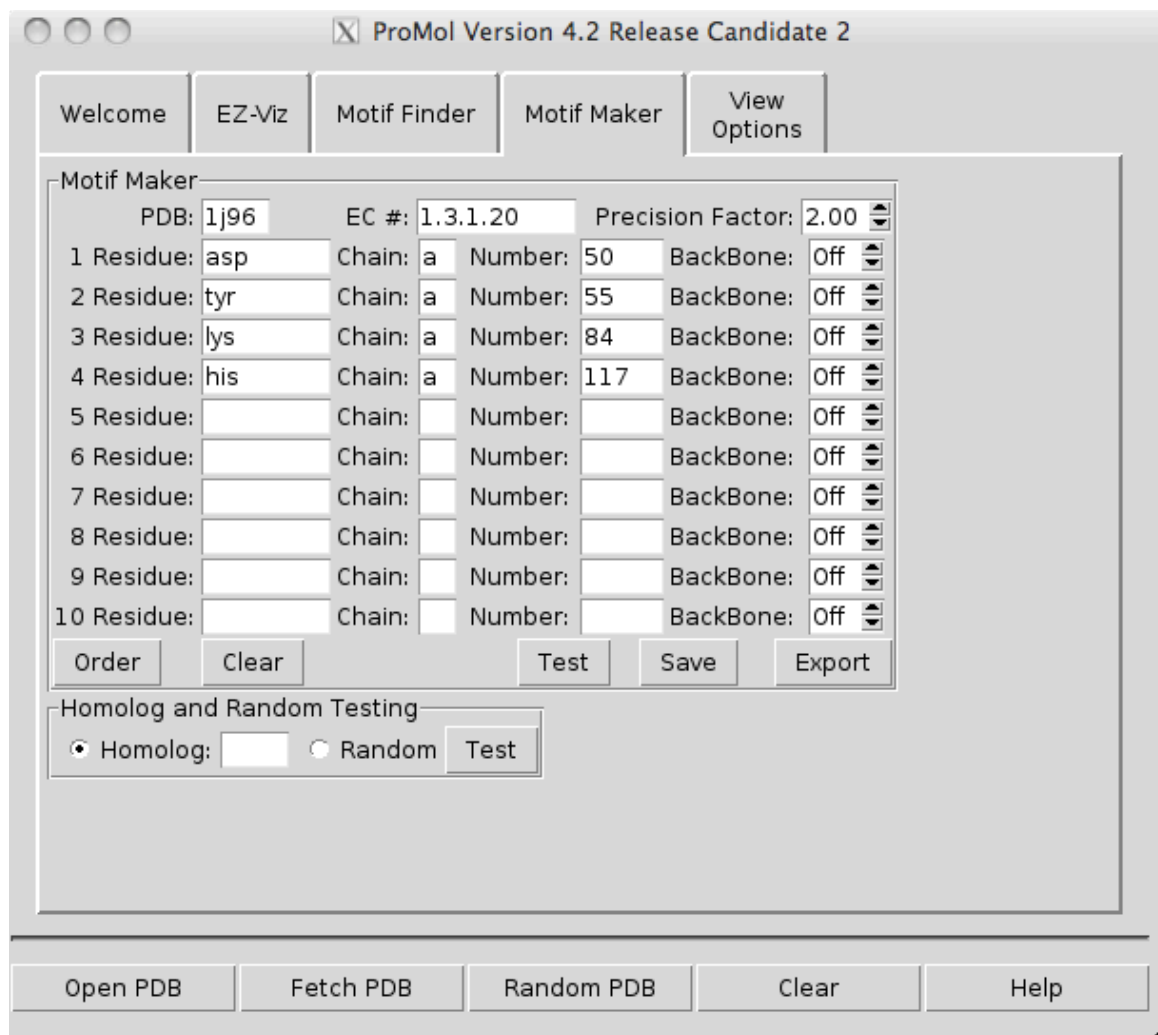 ProMol Version 4.2 Release Candidate 2
Welcome EZ-Viz Motif Finder Motif Maker View Options
Motif Maker
PDB: 1j96 EC #: 1.3.1.20 Precision Factor: 2.00
1 Residue: asp Chain: a Number: 50 BackBone: Off
2 Residue: tyr Chain: a Number: 55 BackBone: Off
3 Residue: lys Chain: a Number: 84 BackBone: Off
4 Residue: his Chain: a Number: 117 BackBone: Off
5 Residue: Chain: Number: BackBone: Off
6 Residue: Chain: Number: BackBone: Off
7 Residue: Chain: Number: BackBone: Off
8 Residue: Chain: Number: BackBone: Off
9 Residue: Chain: Number: BackBone: Off
10 Residue: Chain: Number: BackBone: Off
Order Clear Test Save Export
Homolog and Random Testing
Homolog: Random Test
Open PDB Fetch PDB Random PDB Clear Help